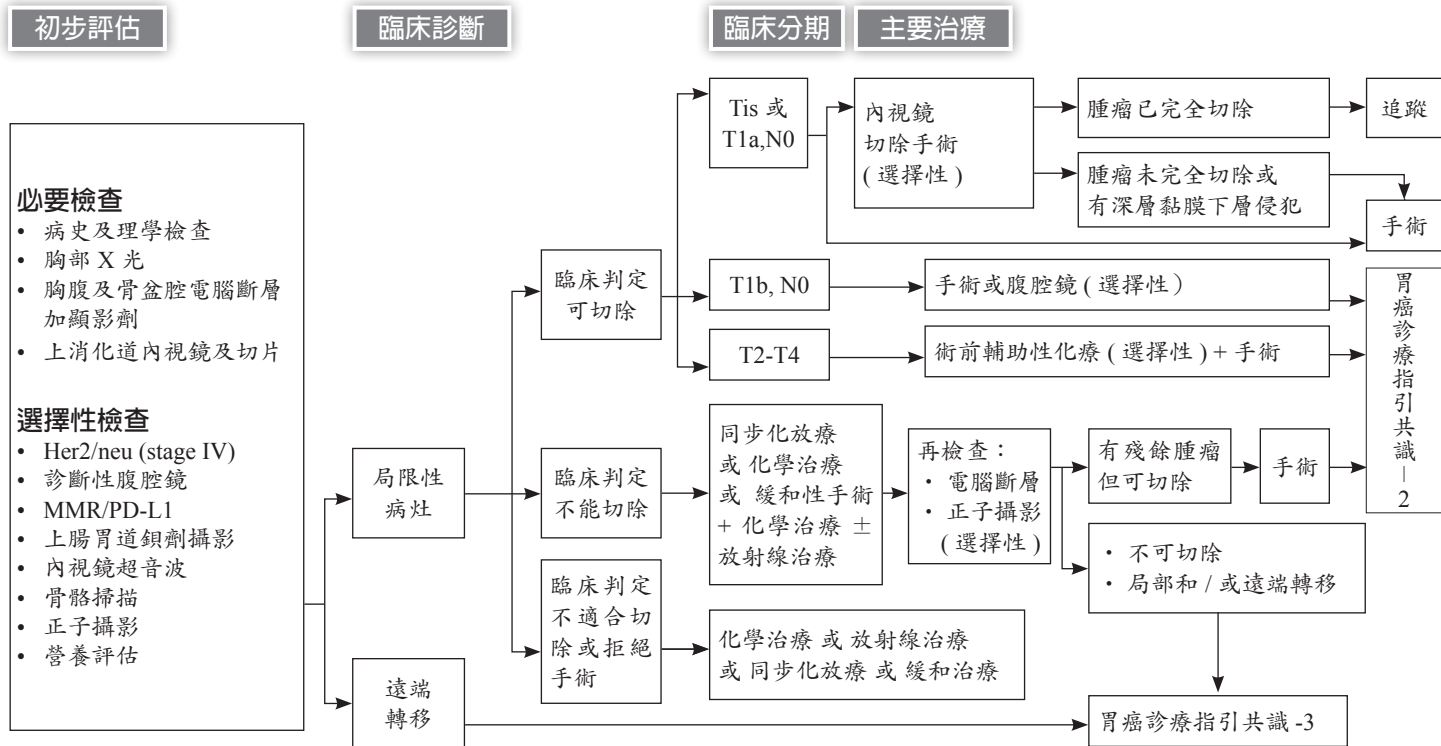 初步評估
臨床診斷
臨床分期
主要治療
必要檢查
• 病史及理學檢查
• 胸部 X 光
• 胸腹及骨盆腔電腦斷層
加顯影劑
• 上消化道內視鏡及切片
選擇性檢查
• Her2/neu (stage IV)
• 診斷性腹腔鏡
• MMR/PD-L1
• 上腸胃道鋇劑攝影
• 內視鏡超音波
• 骨骼掃描
• 正子攝影
• 營養評估
局限性
病灶
遠端
轉移
臨床判定
可切除
臨床判定
不能切除
臨床判定
不適合切
除或拒絕
手術
Tis 或
T1a,N0
內視鏡
切除手術
( 選擇性 )
腫瘤已完全切除
追蹤
腫瘤未完全切除或
有深層黏膜下層侵犯
手術
T1b, N0
手術或腹腔鏡 ( 選擇性）
T2-T4
術前輔助性化療 ( 選擇性 ) + 手術
胃癌診療指引共識－2
同步化放療
或 化學治療
或 緩和性手術
+ 化學治療 ±
放射線治療
再檢查：
• 電腦斷層
• 正子攝影
( 選擇性 )
有殘餘腫瘤
但可切除
手術
• 不可切除
• 局部和 / 或遠端轉移
化學治療 或 放射線治療
或 同步化放療 或 緩和治療
胃癌診療指引共識 -3